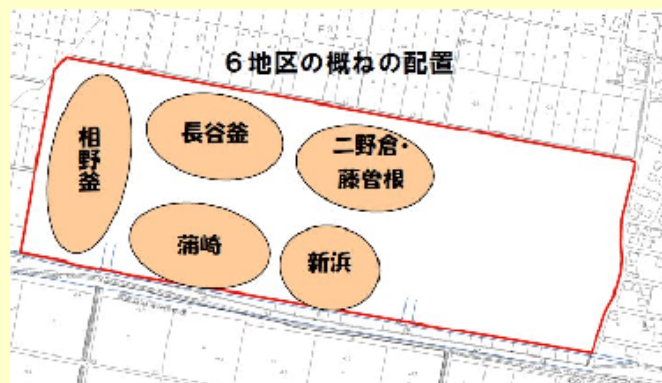 ６地区の概ねの配置
相野釜
長谷釜
二野倉・
藤曽根
蒲崎
新浜